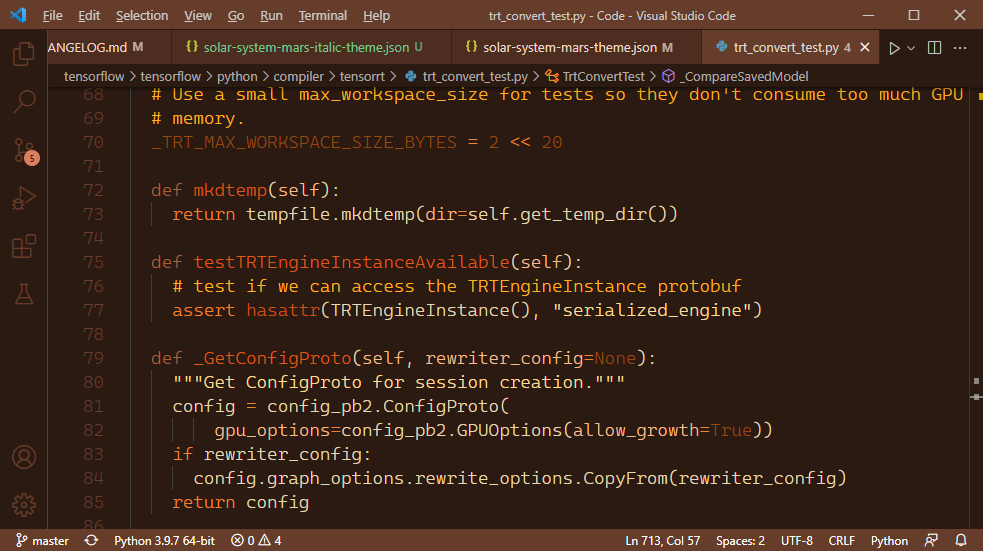 File Edit Selection View Go Run Terminal Help trt_convert_test.py - Code - Visual Studio Code
ANGELOG.md M {} solar-system-mars-italic-theme.json U {} solar-system-mars-theme.json M trt_convert_test.py 4
tensorflow > tensorflow > python > compiler > tensorrt > trt_convert_test.py > TrtConvertTest > _CompareSavedModel
68 # Use a small max_workspace_size for tests so they don't consume too much GPU
69 # memory.
70 _TRT_MAX_WORKSPACE_SIZE_BYTES = 2 << 20
71
72 def mkdtemp(self):
73 return tempfile.mkdtemp(dir=self.get_temp_dir())
74
75 def testTRTEngineInstanceAvailable(self):
76 # test if we can access the TRTEngineInstance protobuf
77 assert hasattr(TRTEngineInstance(), "serialized_engine")
78
79 def _GetConfigProto(self, rewriter_config=None):
80 """Get ConfigProto for session creation."""
81 config = config_pb2.ConfigProto(
82 gpu_options=config_pb2.GPUOptions(allow_growth=True))
83 if rewriter_config:
84 config.graph_options.rewrite_options.CopyFrom(rewriter_config)
85 return config
86
5
master Python 3.9.7 64-bit 0 4 Ln 713, Col 57 Spaces: 2 UTF-8 CRLF Python